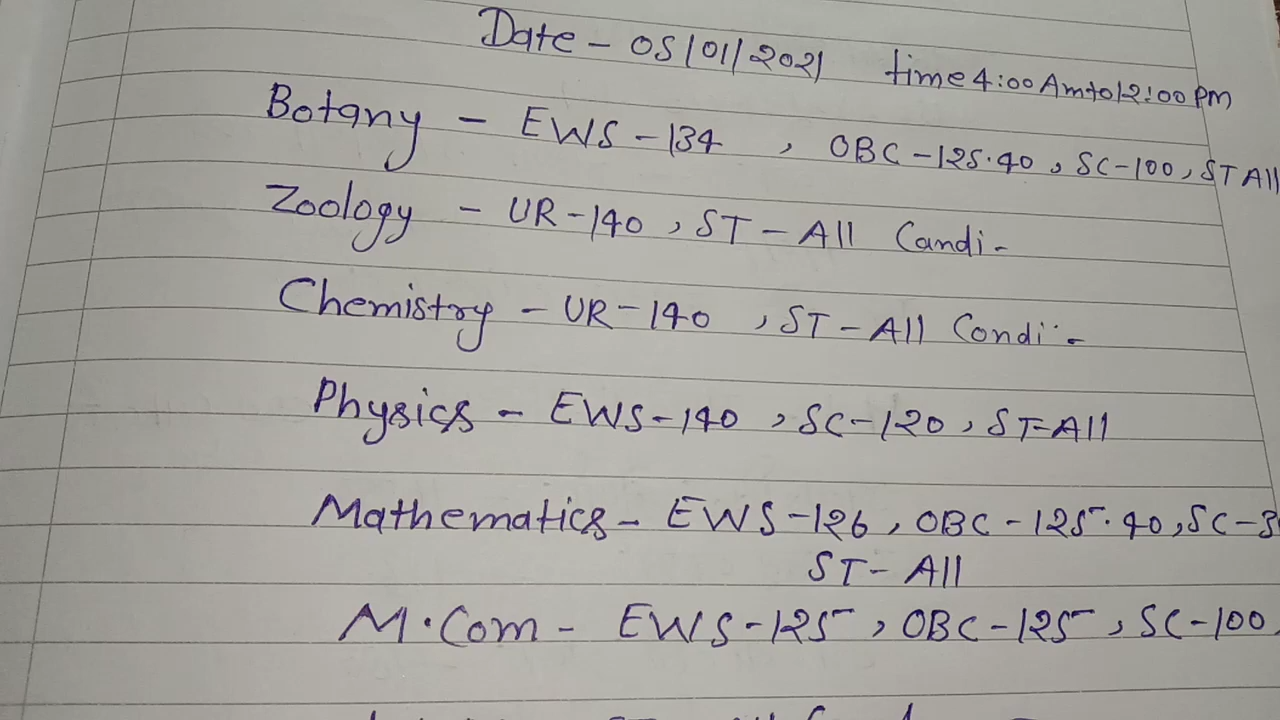 Date - 05/01/2021 time 4:00 Am to 12:00 PM
Botany - EWS - 134 , OBC - 125.40 , SC - 100 , ST All
Zoology - UR - 140 , ST - All Candi -
Chemistry - UR - 140 , ST - All Condi -
Physics - EWS - 140 , SC - 120 , ST = All
Mathematics - EWS - 126 , OBC - 125.40 , SC - 3
ST - All
M.Com - EWS - 125 , OBC - 125 , SC - 100